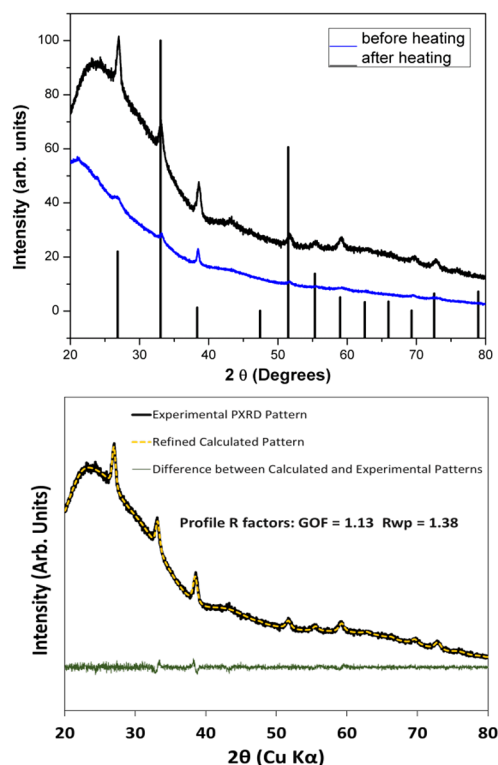 before heating
after heating
Intensity (arb. units)
100
80
60
40
20
0
20 30 40 50 60 70 80
2 θ (Degrees)
Experimental PXRD Pattern
Refined Calculated Pattern
Difference between Calculated and Experimental Patterns
Profile R factors: GOF = 1.13 Rwp = 1.38
Intensity (Arb. Units)
20 30 40 50 60 70 80
2θ (Cu Kα)